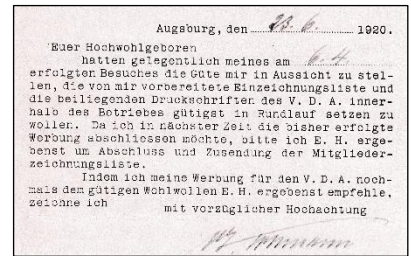 Augsburg, den 23. 6. 1920.
Euer Hochwohlgeboren
hatten gelegentlich meines am 6. 4
erfolgten Besuches die Güte mir in Aussicht zu stel-
len, die von mir vorbereitete Einzeichnungsliste und
die beiliegenden Druckschriften des V. D. A. inner-
halb des Betriebes gütigst in Rundlauf setzen zu
wollen. Da ich in nächster Zeit die bisher erfolgte
Werbung abschliessen möchte, bitte ich E. H. erge-
benst um Abschluss und Zusendung der Mitglieder-
zeichnungsliste.
Indom ich meine Werbung für den V. D. A. noch-
mals dem gütigen Wohlwollen E. H. ergebenst empfehle,
zeichne ich
mit vorzüglicher Hochachtung